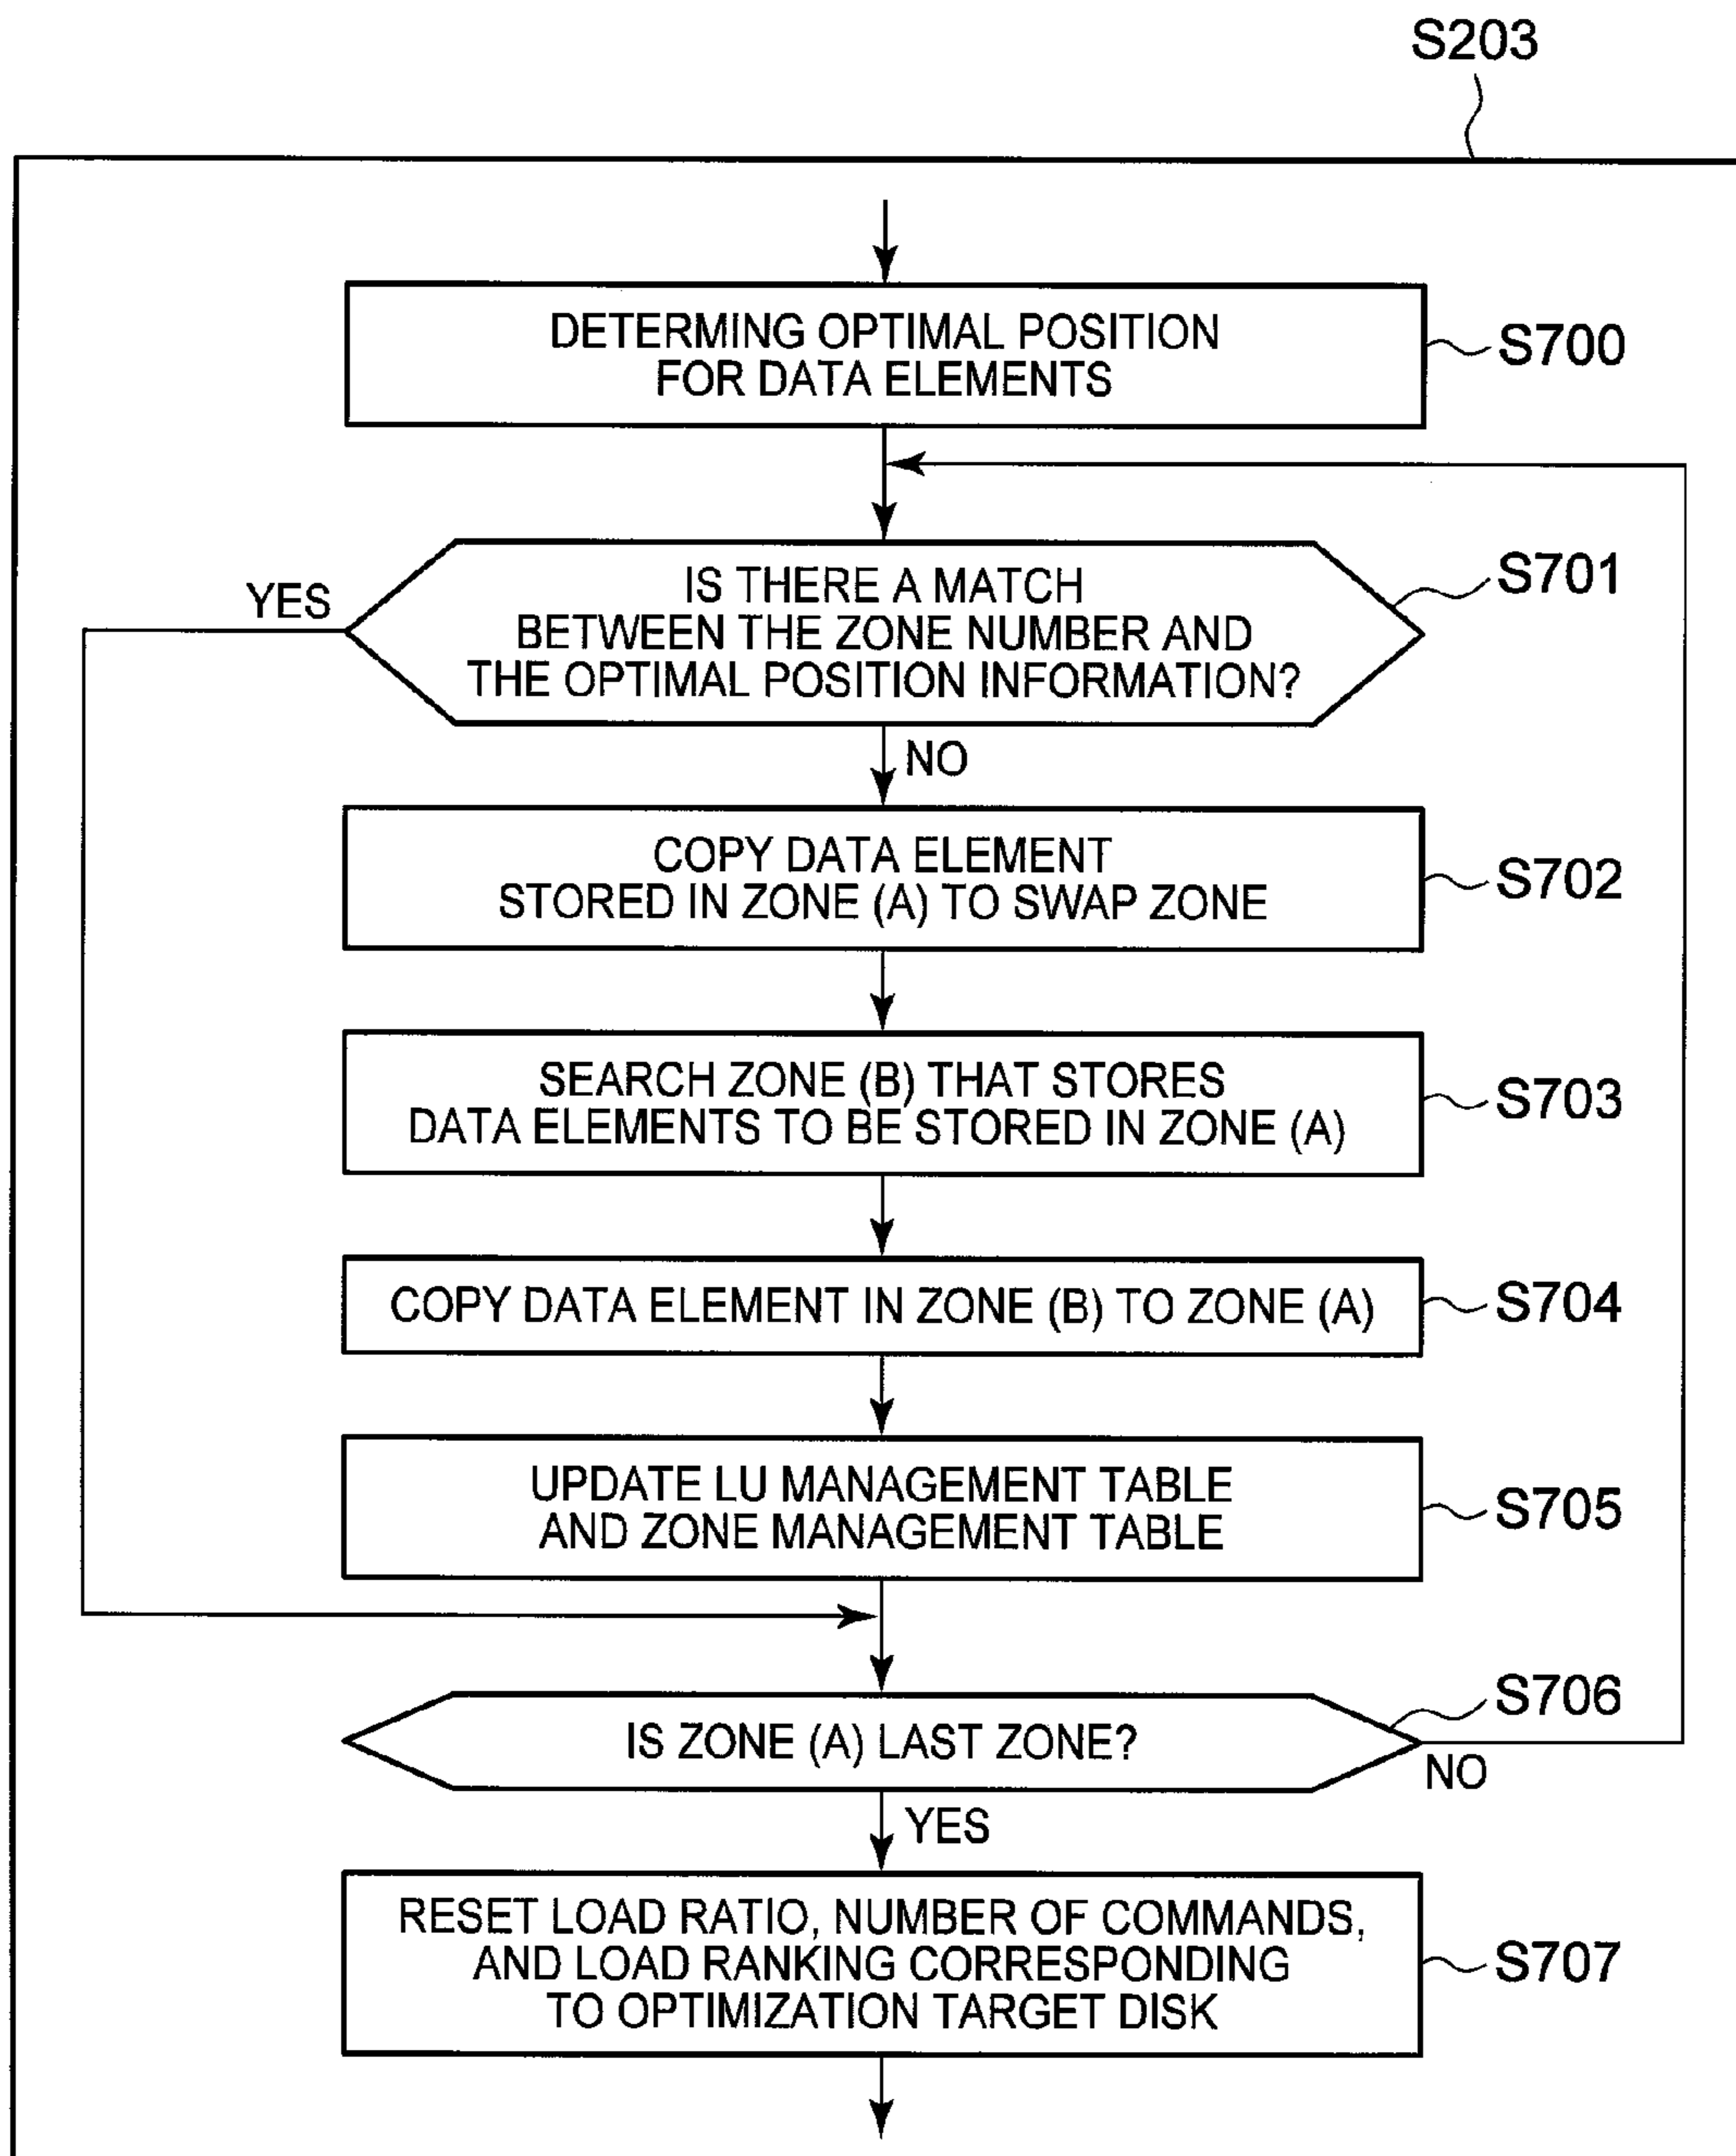 S203
DETERMING OPTIMAL POSITION
FOR DATA ELEMENTS
S700
IS THERE A MATCH
BETWEEN THE ZONE NUMBER AND
THE OPTIMAL POSITION INFORMATION?
S701
YES
NO
COPY DATA ELEMENT
STORED IN ZONE (A) TO SWAP ZONE
S702
SEARCH ZONE (B) THAT STORES
DATA ELEMENTS TO BE STORED IN ZONE (A)
S703
COPY DATA ELEMENT IN ZONE (B) TO ZONE (A)
S704
UPDATE LU MANAGEMENT TABLE
AND ZONE MANAGEMENT TABLE
S705
IS ZONE (A) LAST ZONE?
S706
NO
YES
RESET LOAD RATIO, NUMBER OF COMMANDS,
AND LOAD RANKING CORRESPONDING
TO OPTIMIZATION TARGET DISK
S707